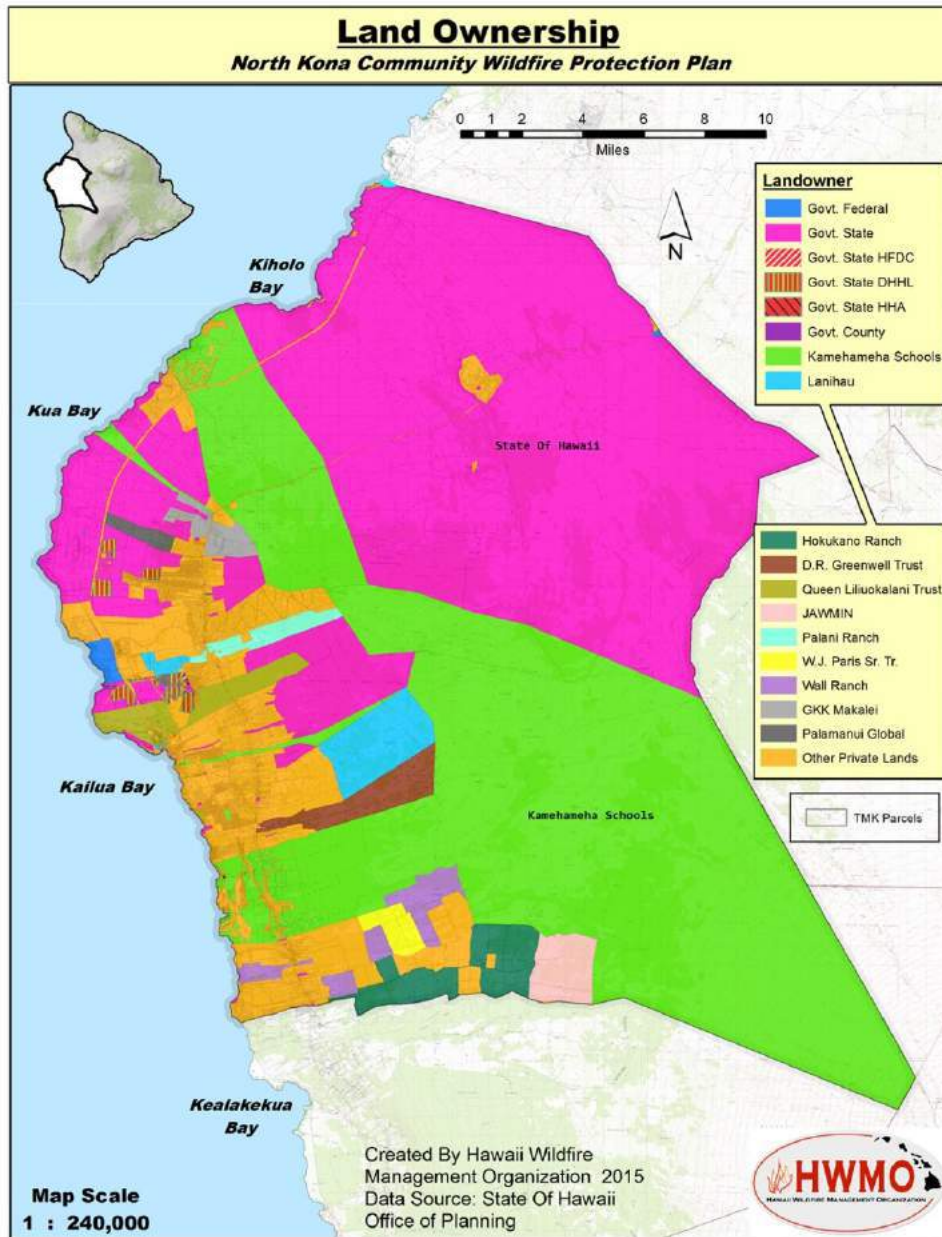 Land Ownership
North Kona Community Wildfire Protection Plan
0 1 2 4 6 8 10
Miles
N
Kiholo
Bay
Kua Bay
Kailua Bay
Kealakekua
Bay
State Of Hawaii
Kamehameha Schools
Landowner
Govt. Federal
Govt. State
Govt. State HFDC
Govt. State DHHL
Govt. State HHA
Govt. County
Kamehameha Schools
Lanihau
Hokukano Ranch
D.R. Greenwell Trust
Queen Liliuokalani Trust
JAWMIN
Palani Ranch
W.J. Paris Sr. Tr.
Wall Ranch
GKK Makalei
Palamanui Global
Other Private Lands
TMK Parcels
Map Scale
1 : 240,000
Created By Hawaii Wildfire
Management Organization 2015
Data Source: State Of Hawaii
Office of Planning
HWMO
HAWAII WILDFIRE MANAGEMENT ORGANIZATION